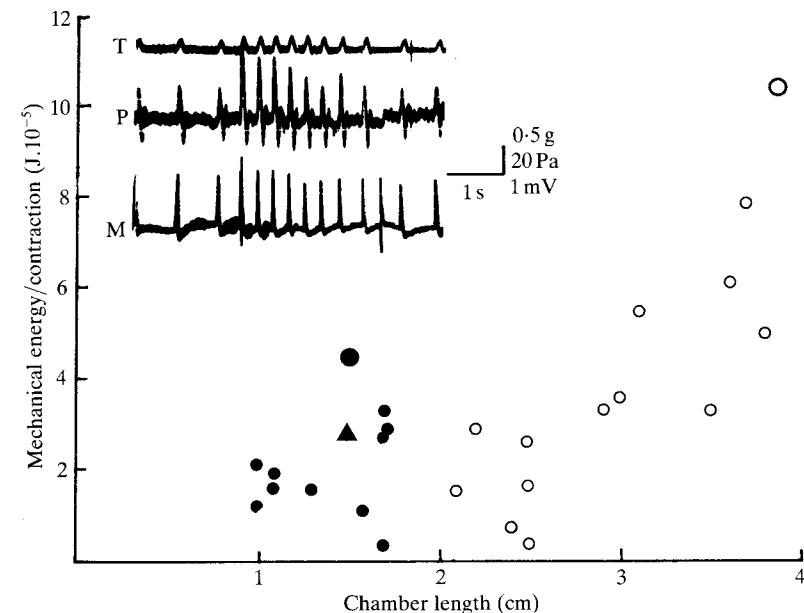 12
10
8
6
4
2
Mechanical energy/contraction (J.10⁻⁵)
T
P
M
0·5 g
20 Pa
1 mV
1 s
1
2
3
4
Chamber length (cm)